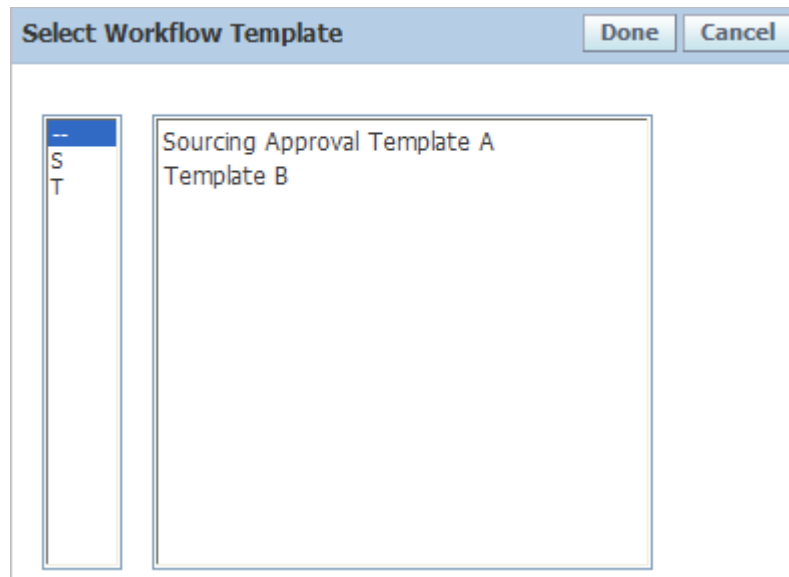 Select Workflow Template
Done
Cancel
--
S
T
Sourcing Approval Template A
Template B